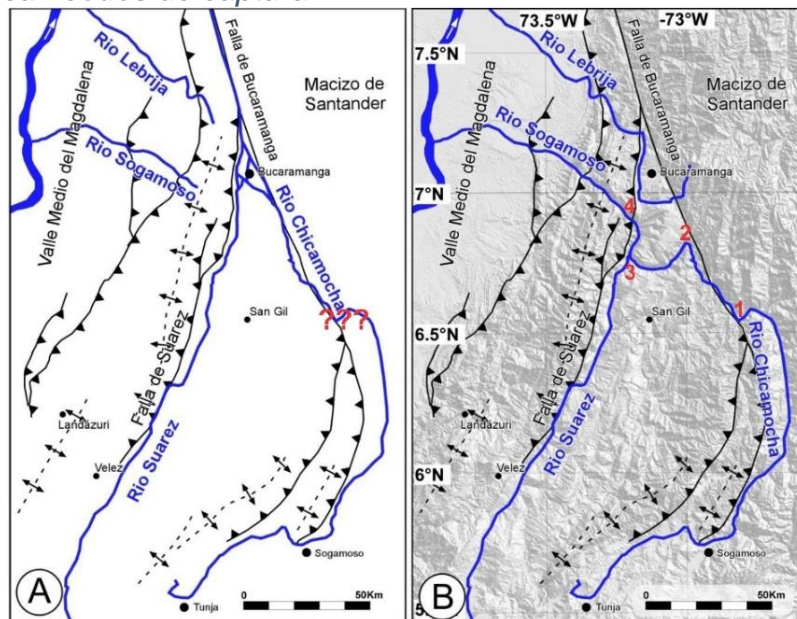 73.5°W
-73°W
7.5°N
7°N
6.5°N
6°N
Rio Lebrija
Falla de Bucaramanga
Macizo de Santander
Valle Medio del Magdalena
Rio Sogamoso
Bucaramanga
Rio Chicamocha
???
San Gil
Falla de Suarez
Landazuri
Velez
Rio Suarez
Sogamoso
Tunja
0
50Km
A
Rio Lebrija
Falla de Bucaramanga
Macizo de Santander
Valle Medio del Magdalena
Rio Sogamoso
Bucaramanga
4
2
3
1
San Gil
Rio Chicamocha
Falla de Suarez
Landazuri
Velez
Rio Suarez
Sogamoso
Tunja
0
50Km
B